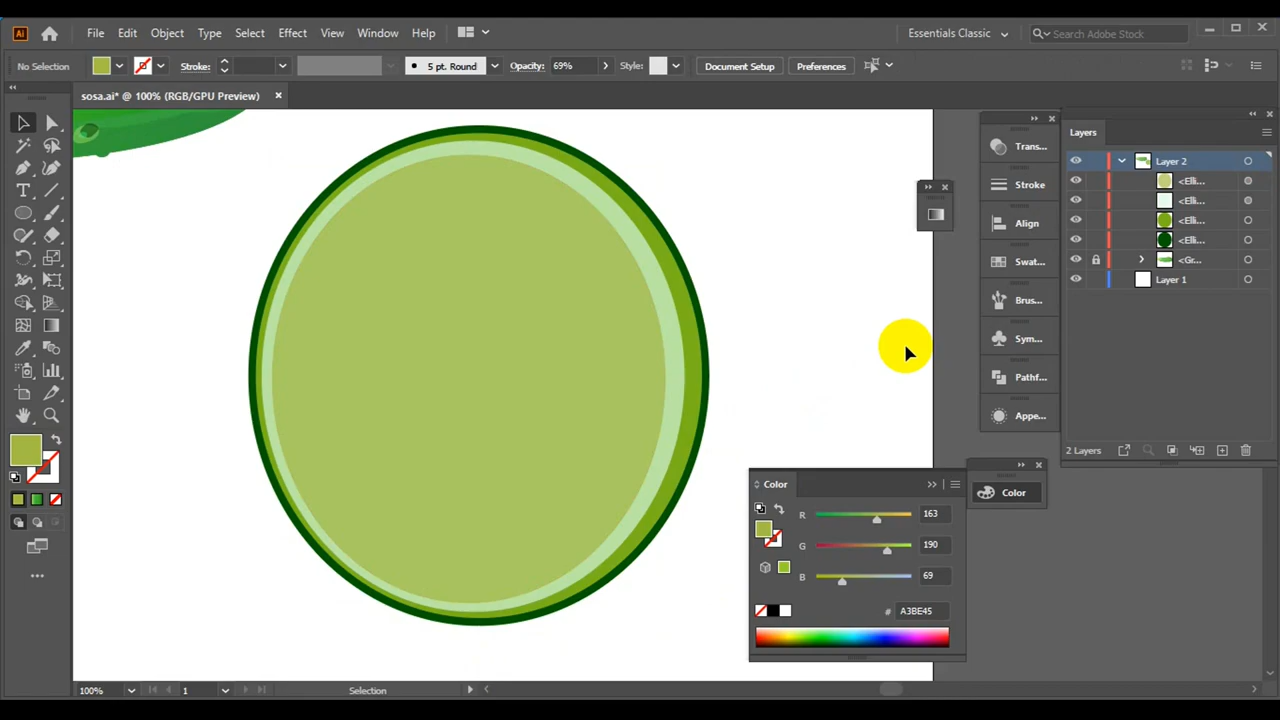 Ai File Edit Object Type Select Effect View Window Help Essentials Classic Search Adobe Stock
No Selection Stroke: 5 pt. Round Opacity: 69% Style: Document Setup Preferences
sosa.ai* @ 100% (RGB/GPU Preview)
Trans...
Stroke
Align
Swat...
Brus...
Sym...
Pathf...
Appe...
Layers
Layer 2
<Elli...
<Elli...
<Elli...
<Elli...
<Gr...
Layer 1
2 Layers
Color
Color
R 163
G 190
B 69
# A3BE45
100% 1 Selection